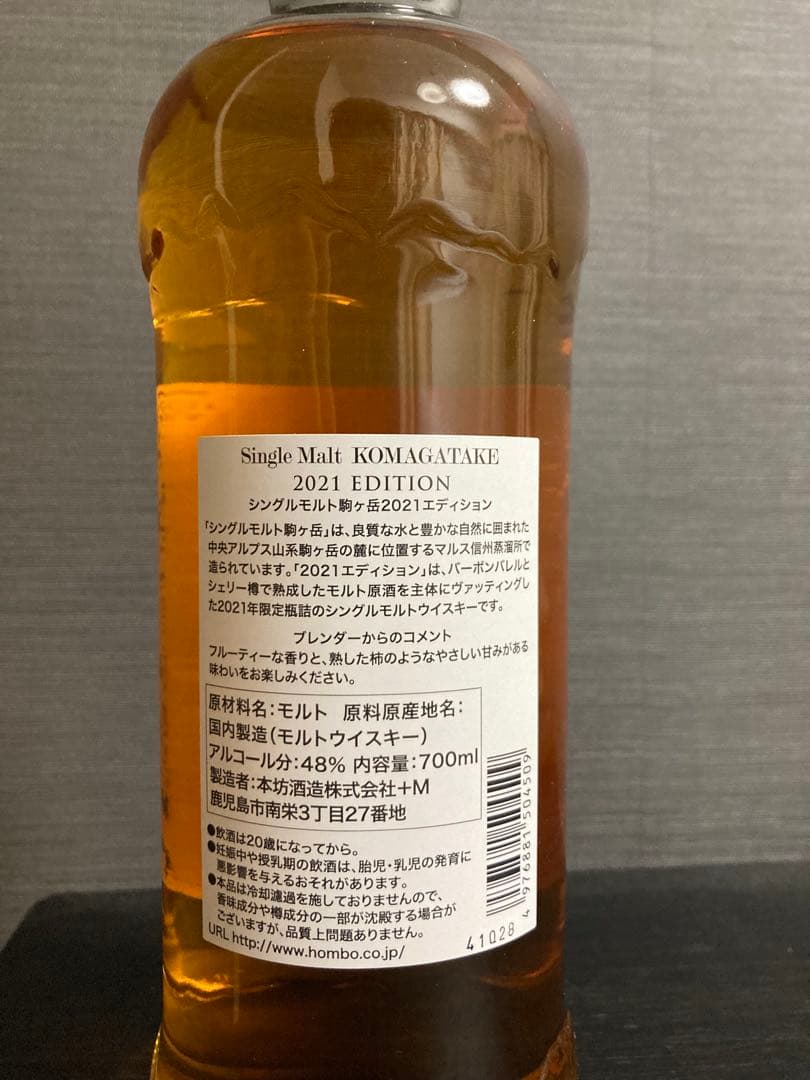 Single Malt KOMAGATAKE
2021 EDITION
シングルモルト駒ヶ岳2021エディション
「シングルモルト駒ヶ岳」は、良質な水と豊かな自然に囲まれた
中央アルプス山系駒ヶ岳の麓に位置するマルス信州蒸溜所で
造られています。「2021エディション」は、バーボンバレルと
シェリー樽で熟成したモルト原酒を主体にヴァッティングし
た2021年限定瓶詰のシングルモルトウイスキーです。
ブレンダーからのコメント
フルーティーな香りと、熟した柿のようなやさしい甘みがある
味わいをお楽しみください。
原材料名：モルト 原料原産地名：
国内製造（モルトウイスキー）
アルコール分：48％ 内容量：700ml
製造者：本坊酒造株式会社+M
鹿児島市南栄3丁目27番地
●飲酒は20歳になってから。
●妊娠中や授乳期の飲酒は、胎児・乳児の発育に
悪影響を与えるおそれがあります。
●本品は冷却濾過を施しておりませんので、
香味成分や樽成分の一部が沈殿する場合が
ございますが、品質上問題ありません。
URL http://www.hombo.co.jp/
4 976881 504509
41028